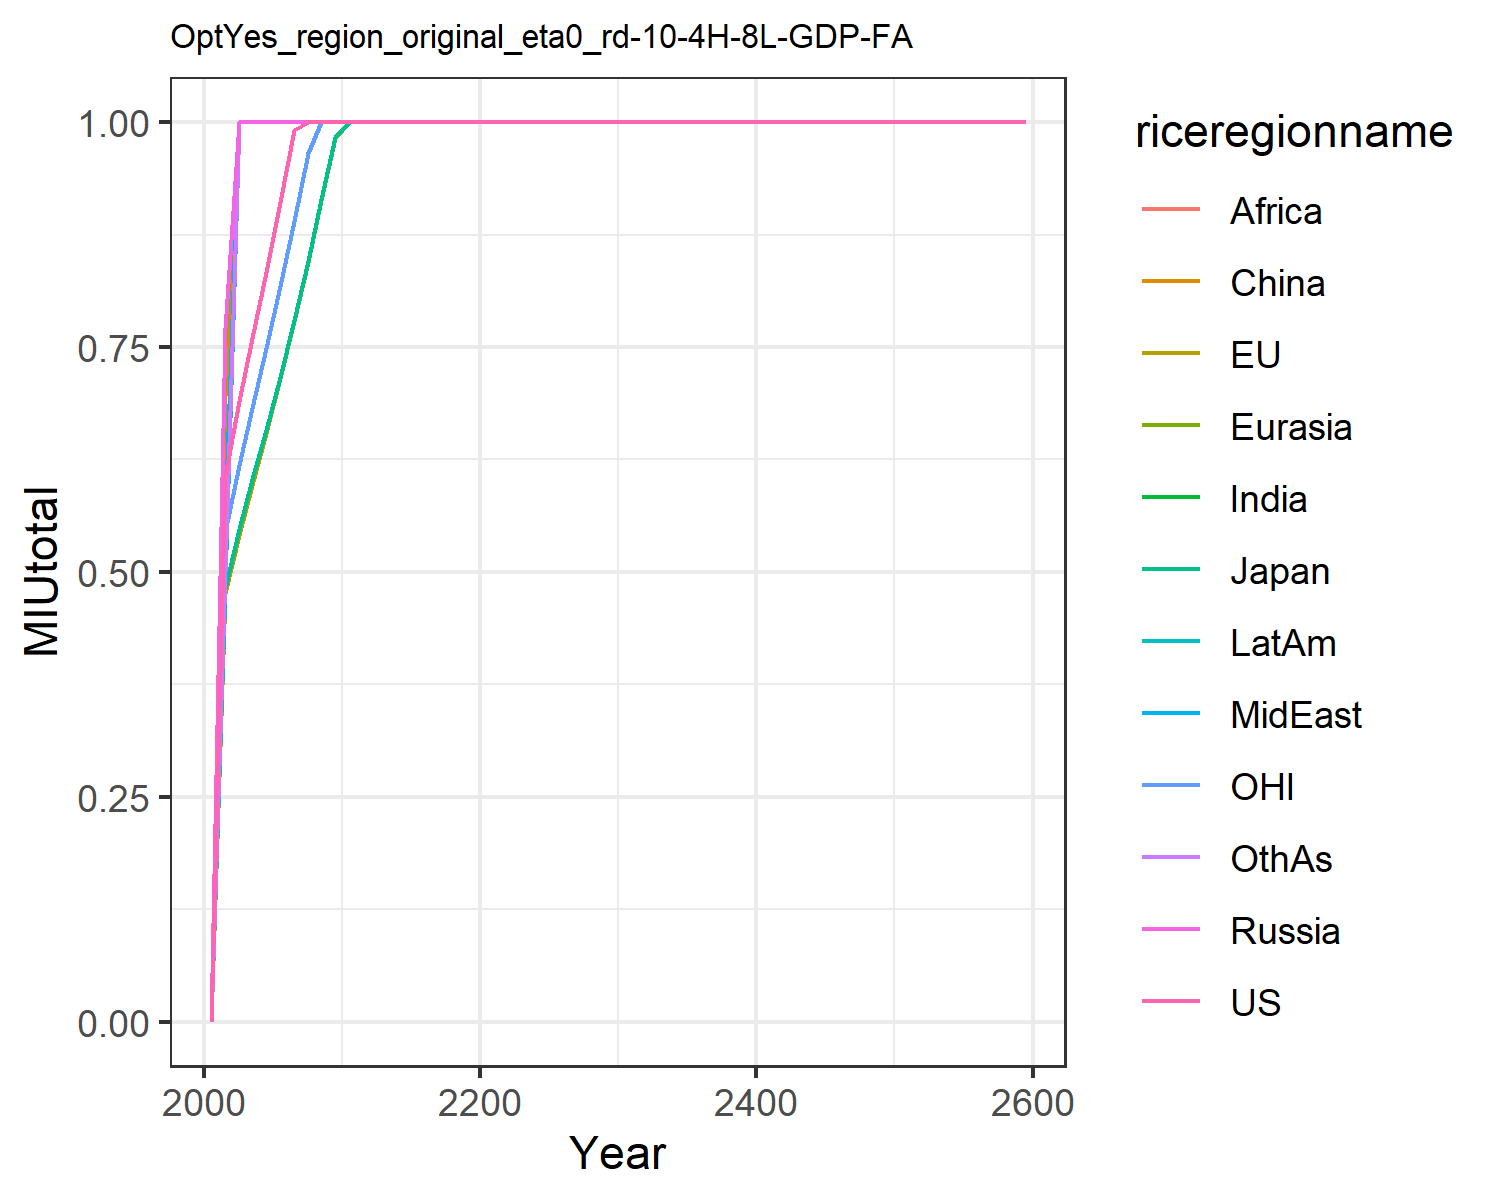 OptYes_region_original_eta0_rd-10-4H-8L-GDP-FA
1.00
0.75
0.50
0.25
0.00
MIUtotal
2000 2200 2400 2600
Year
riceregionname
Africa
China
EU
Eurasia
India
Japan
LatAm
MidEast
OHI
OthAs
Russia
US